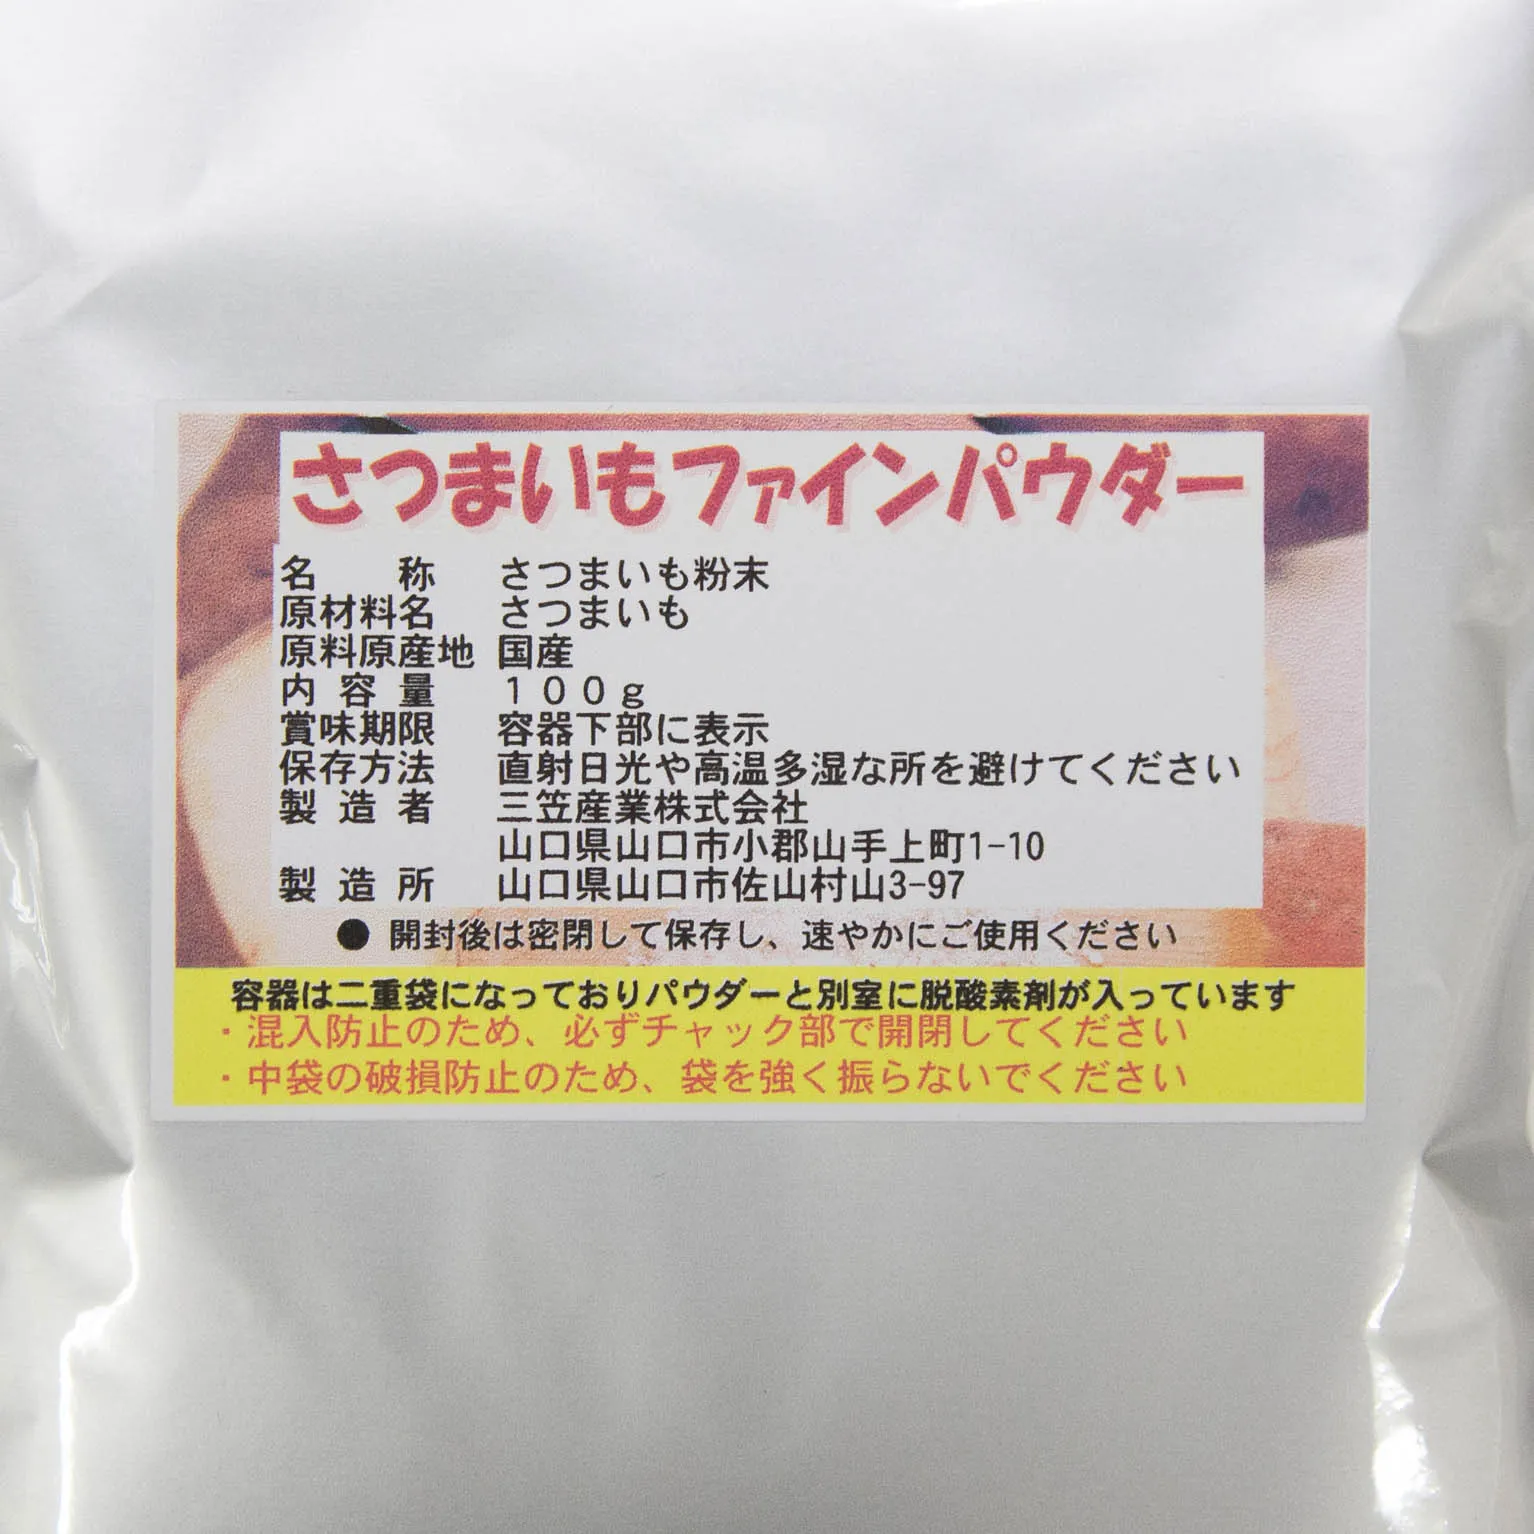 さつまいもファインパウダー
名称 さつまいも粉末
原材料名 さつまいも
原料原産地 国産
内容量 １００ｇ
賞味期限 容器下部に表示
保存方法 直射日光や高温多湿な所を避けてください
製造者 三笠産業株式会社
山口県山口市小郡山手上町1-10
製造所 山口県山口市佐山村山3-97
● 開封後は密閉して保存し、速やかにご使用ください
容器は二重袋になっておりパウダーと別室に脱酸素剤が入っています
・混入防止のため、必ずチャック部で開閉してください
・中袋の破損防止のため、袋を強く振らないでください